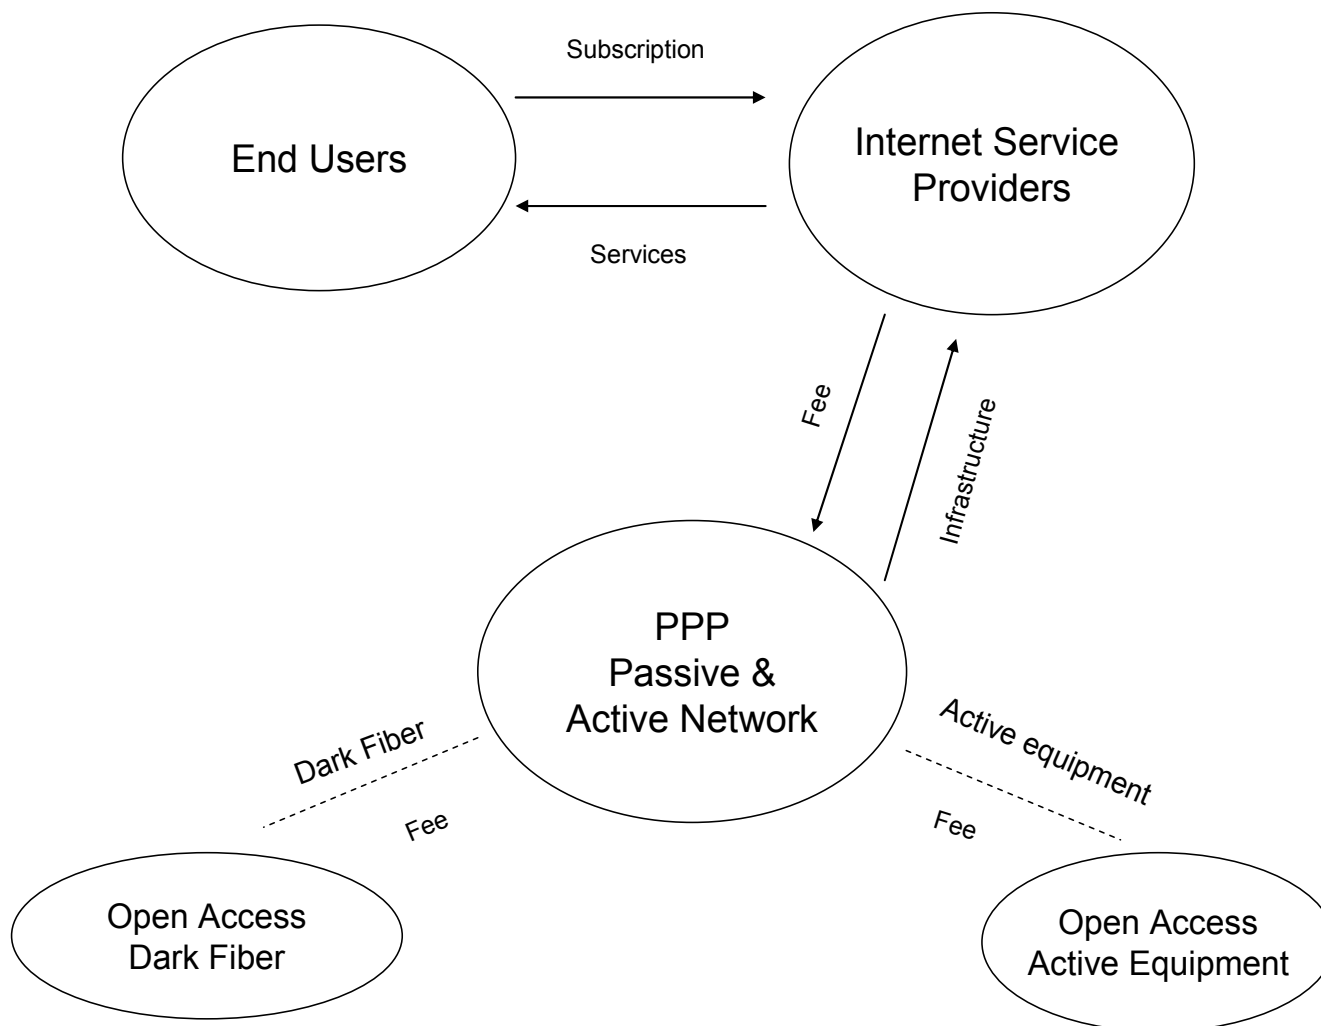 Subscription
End Users
Internet Service
Providers
Services
Fee
Infrastructure
PPP
Passive &
Active Network
Dark Fiber
Fee
Active equipment
Fee
Open Access
Dark Fiber
Open Access
Active Equipment